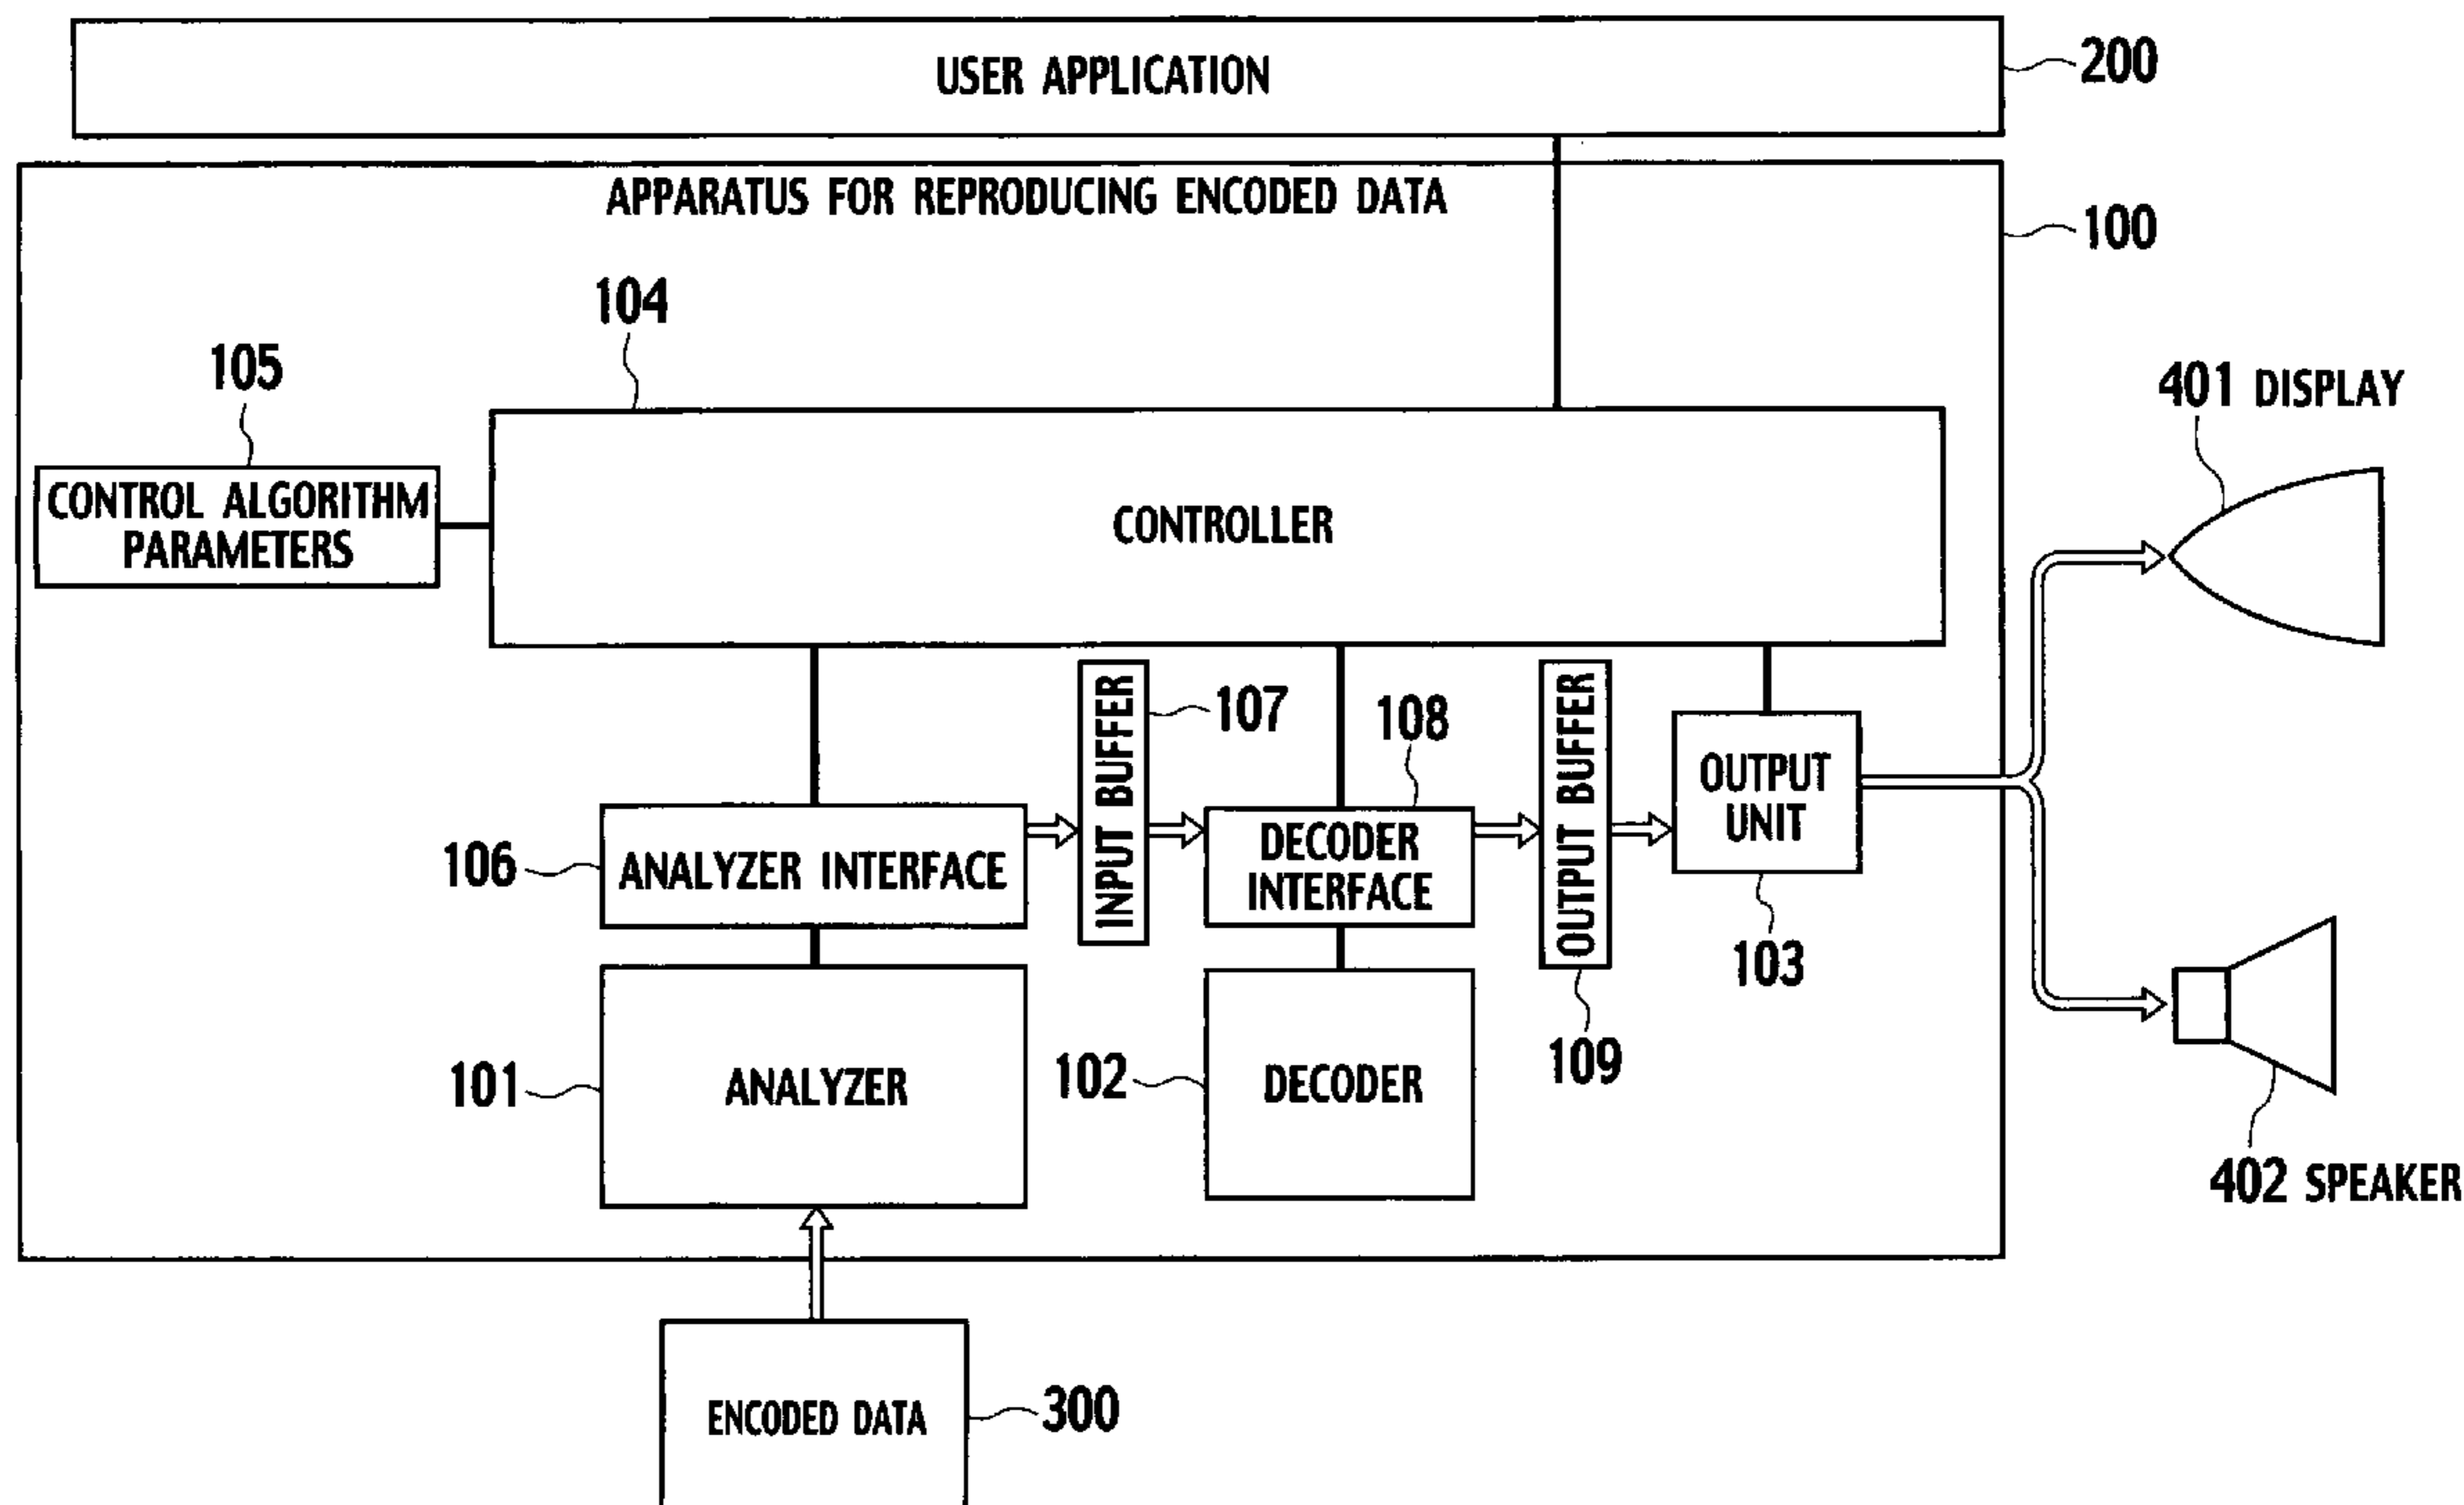 USER APPLICATION
200
APPARATUS FOR REPRODUCING ENCODED DATA
100
104
105
401 DISPLAY
CONTROL ALGORITHM
PARAMETERS
CONTROLLER
INPUT BUFFER
107
108
OUTPUT BUFFER
OUTPUT
UNIT
106
ANALYZER INTERFACE
DECODER
INTERFACE
103
101
ANALYZER
102
DECODER
109
402 SPEAKER
ENCODED DATA
300